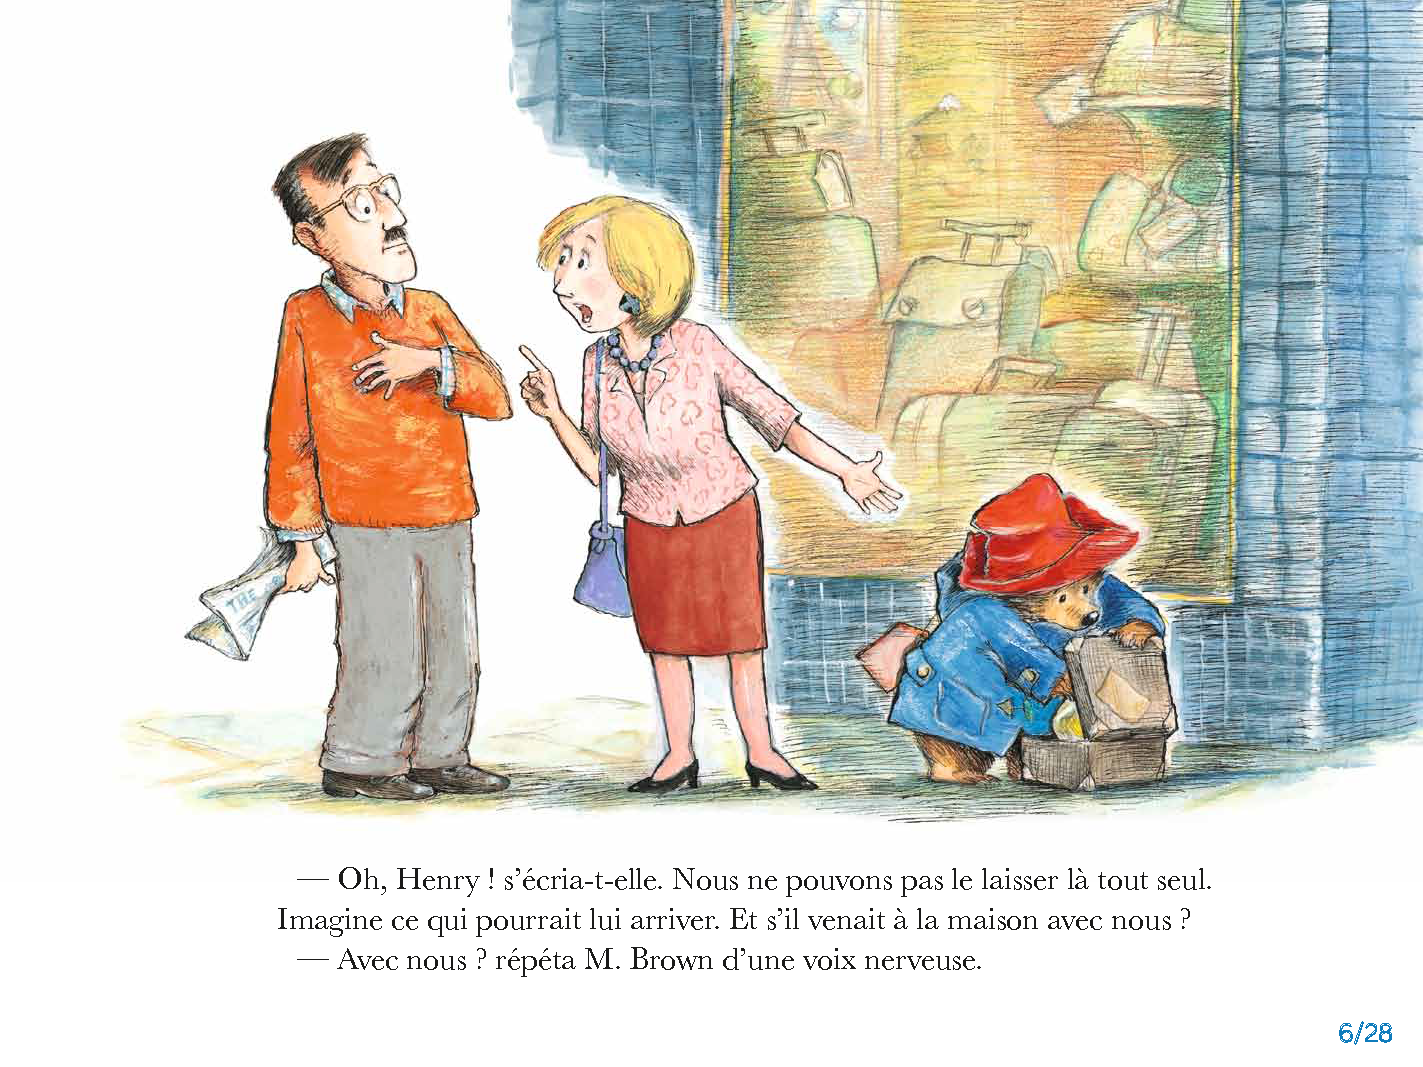 THE
— Oh, Henry ! s’écria-t-elle. Nous ne pouvons pas le laisser là tout seul.
Imagine ce qui pourrait lui arriver. Et s’il venait à la maison avec nous ?
— Avec nous ? répéta M. Brown d’une voix nerveuse.
6/28